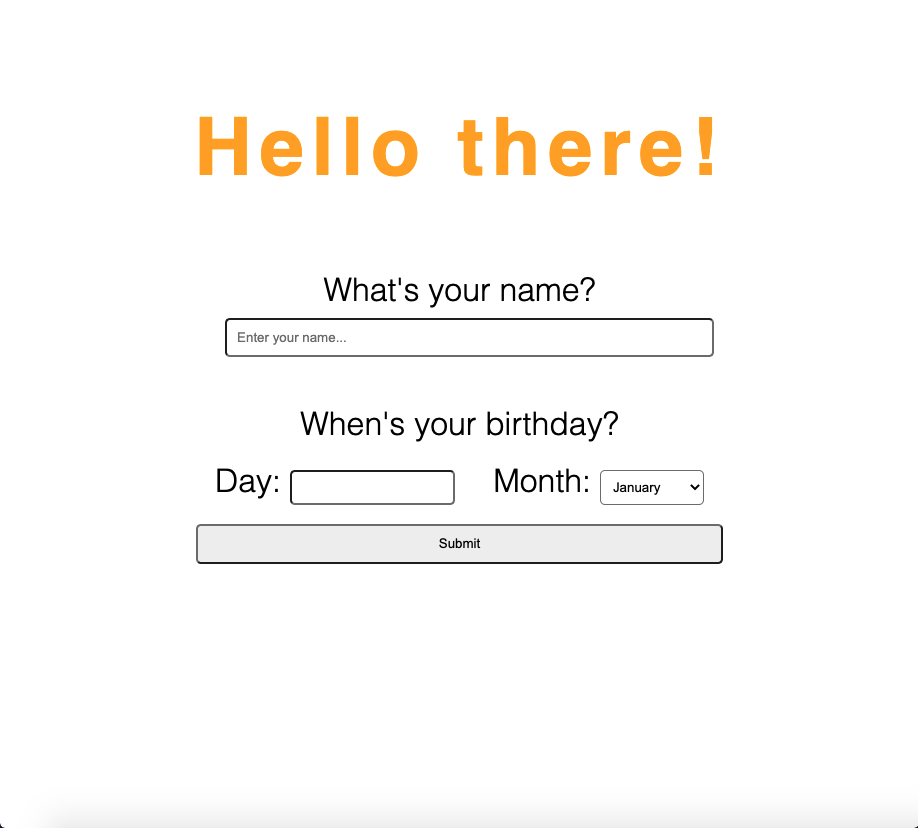 Hello there!
What's your name?
Enter your name...
When's your birthday?
Day: Month: January
Submit